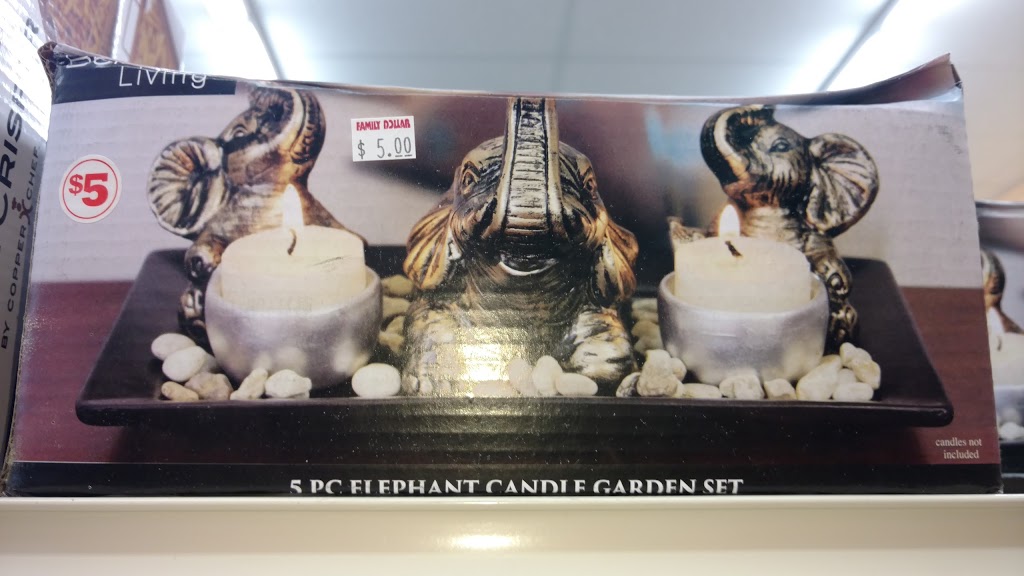 Living
FAMILY DOLLAR
$ 5.00
$5
candles not
included
5 PC ELEPHANT CANDLE GARDEN SET
BY COPPER CHEF